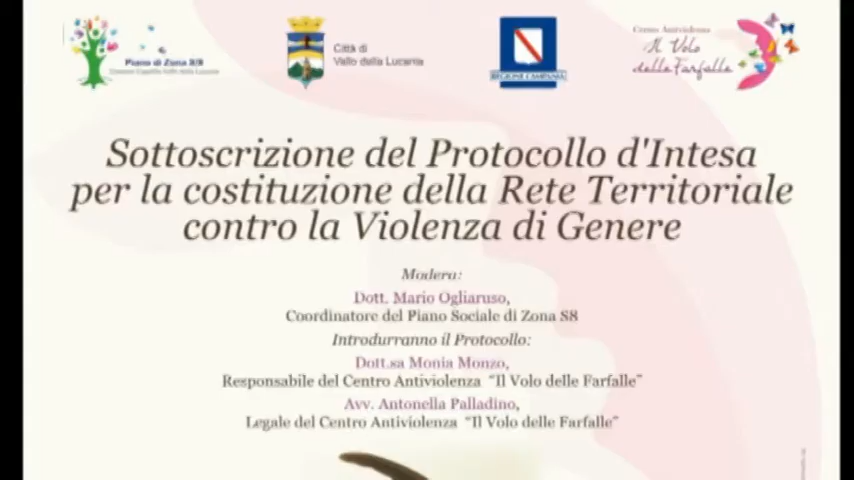 Piano di Zona S/8
Città di
Vallo della Lucania
REGIONE CAMPANIA
Centro Antiviolenza
Il Volo
delle Farfalle
Sottoscrizione del Protocollo d'Intesa
per la costituzione della Rete Territoriale
contro la Violenza di Genere
Modera:
Dott. Mario Ogliaruso,
Coordinatore del Piano Sociale di Zona S8
Introdurranno il Protocollo:
Dott.sa Monia Monzo,
Responsabile del Centro Antiviolenza "Il Volo delle Farfalle"
Avv. Antonella Palladino,
Legale del Centro Antiviolenza "Il Volo delle Farfalle"